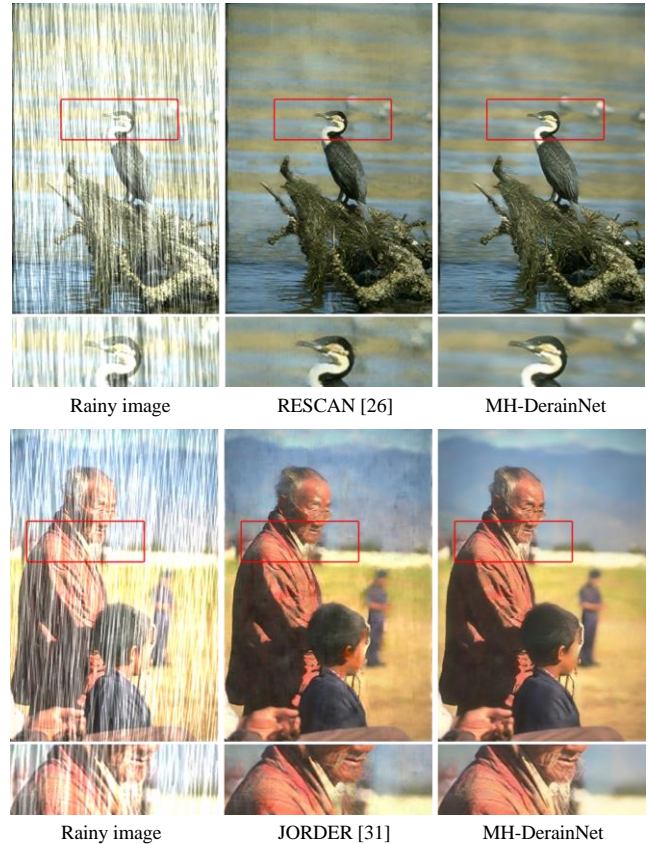 Rainy image
RESCAN [26]
MH-DerainNet
Rainy image
JORDER [31]
MH-DerainNet